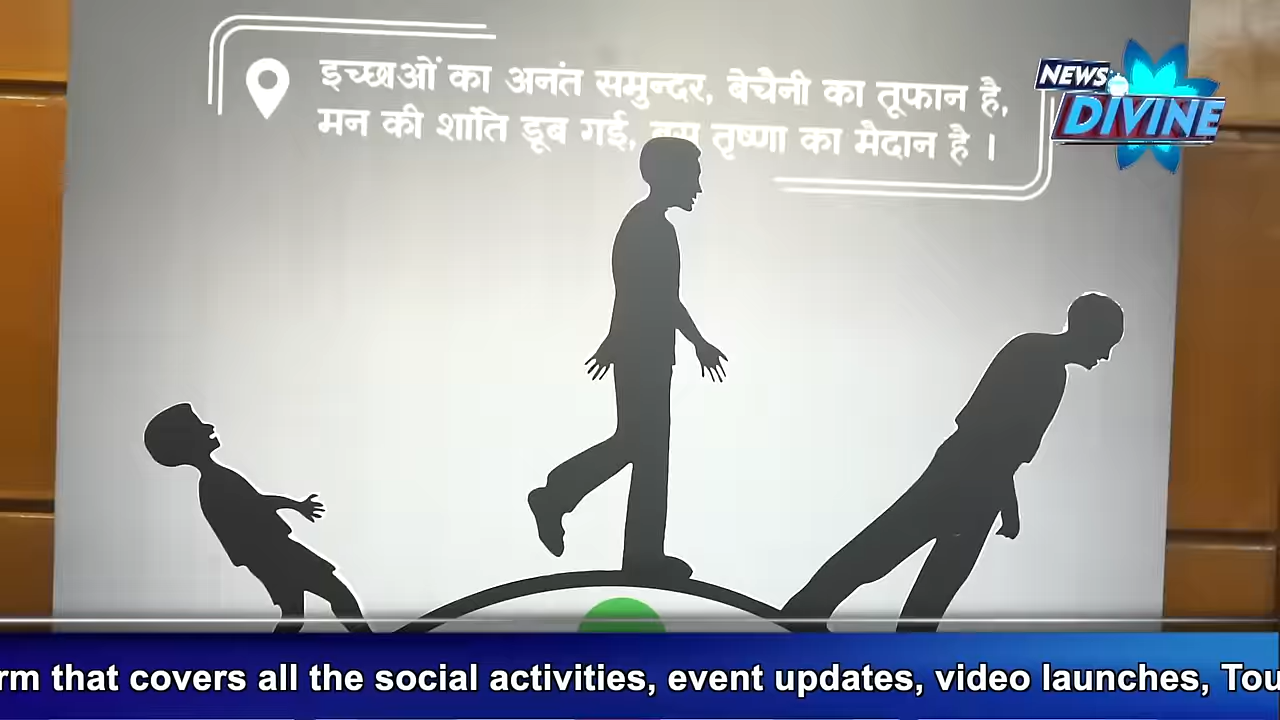 इच्छाओं का अनंत समुन्दर, बेचैनी का तूफान है,
मन की शांति डूब गई, बस तृष्णा का मैदान है ।
NEWS
DIVINE
rm that covers all the social activities, event updates, video launches, Tou